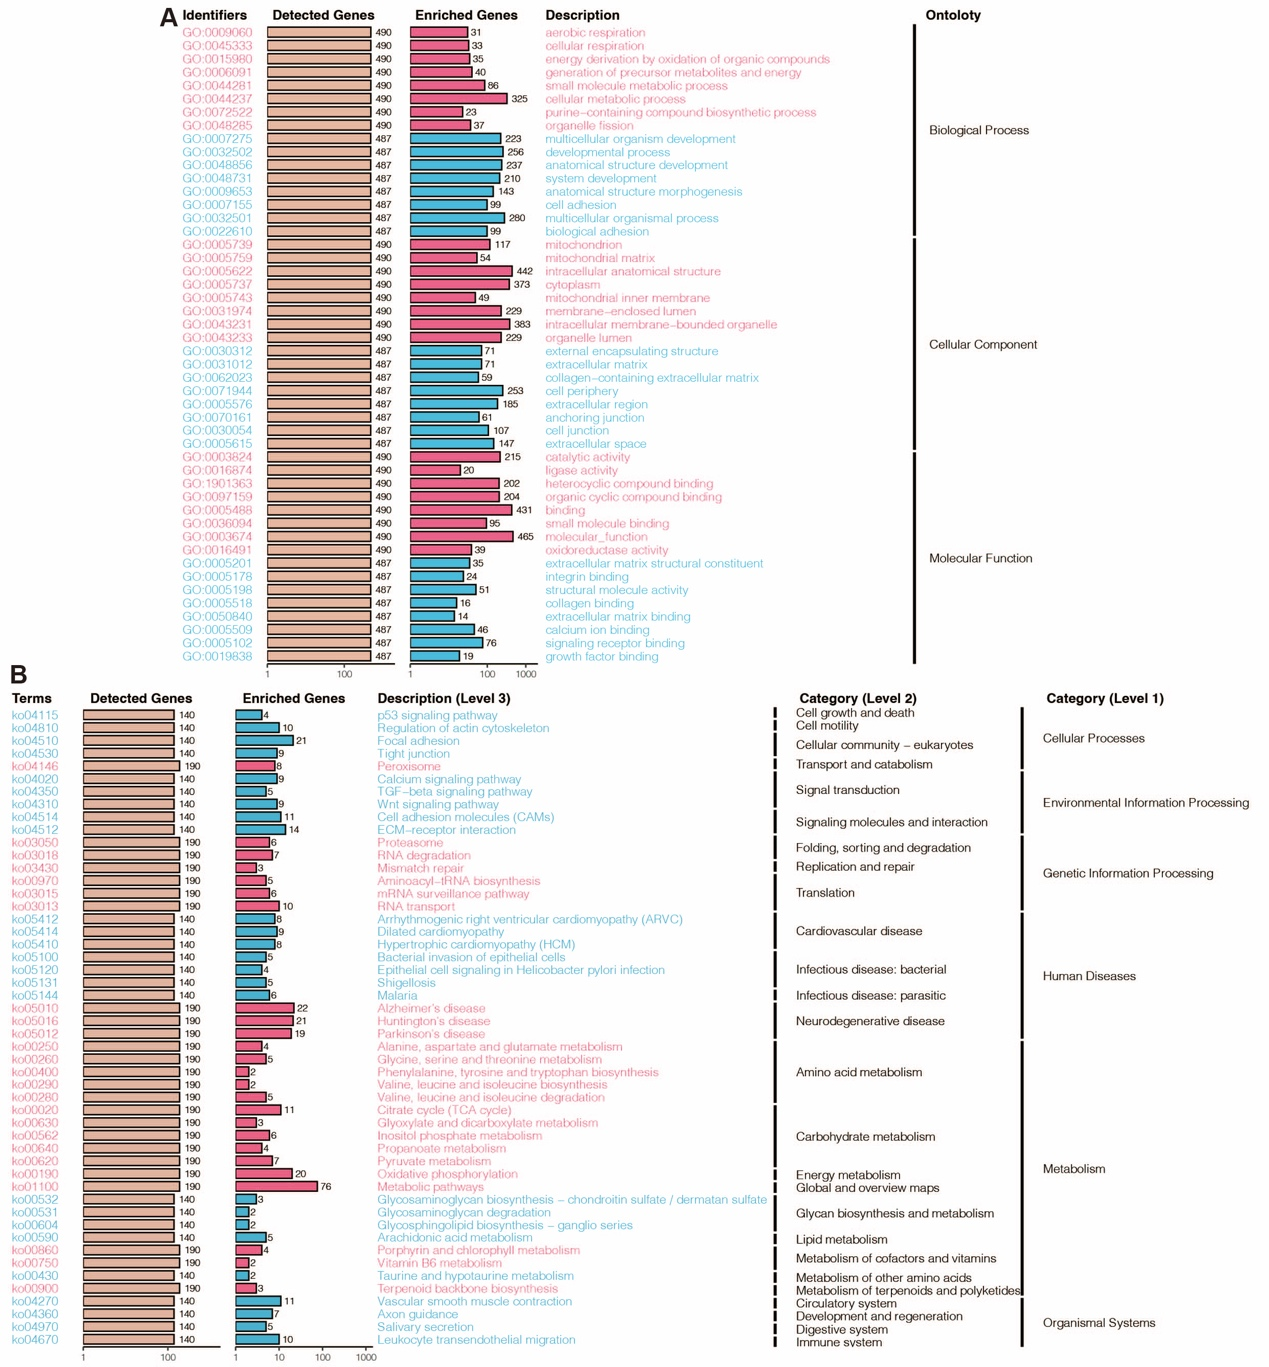 A
Identifiers Detected Genes Enriched Genes Description Ontoloty
GO:0009060 490 31 aerobic respiration
GO:0045333 490 33 cellular respiration
GO:0015980 490 35 energy derivation by oxidation of organic compounds
GO:0006091 490 40 generation of precursor metabolites and energy
GO:0044281 490 86 small molecule metabolic process
GO:0044237 490 325 cellular metabolic process
GO:0072522 490 23 purine−containing compound biosynthetic process
GO:0048285 490 37 organelle fission
Biological Process
GO:0007275 487 223 multicellular organism development
GO:0032502 487 256 developmental process
GO:0048856 487 237 anatomical structure development
GO:0048731 487 210 system development
GO:0009653 487 143 anatomical structure morphogenesis
GO:0007155 487 99 cell adhesion
GO:0032501 487 280 multicellular organismal process
GO:0022610 487 99 biological adhesion
GO:0005739 490 117 mitochondrion
GO:0005759 490 54 mitochondrial matrix
GO:0005622 490 442 intracellular anatomical structure
GO:0005737 490 373 cytoplasm
GO:0005743 490 49 mitochondrial inner membrane
GO:0031974 490 229 membrane−enclosed lumen
GO:0043231 490 383 intracellular membrane−bounded organelle
GO:0043233 490 229 organelle lumen
Cellular Component
GO:0030312 487 71 external encapsulating structure
GO:0031012 487 71 extracellular matrix
GO:0062023 487 59 collagen−containing extracellular matrix
GO:0071944 487 253 cell periphery
GO:0005576 487 185 extracellular region
GO:0070161 487 61 anchoring junction
GO:0030054 487 107 cell junction
GO:0005615 487 147 extracellular space
GO:0003824 490 215 catalytic activity
GO:0016874 490 20 ligase activity
GO:1901363 490 202 heterocyclic compound binding
GO:0097159 490 204 organic cyclic compound binding
GO:0005488 490 431 binding
GO:0036094 490 95 small molecule binding
GO:0003674 490 465 molecular_function
GO:0016491 490 39 oxidoreductase activity
Molecular Function
GO:0005201 487 35 extracellular matrix structural constituent
GO:0005178 487 24 integrin binding
GO:0005198 487 51 structural molecule activity
GO:0005518 487 16 collagen binding
GO:0050840 487 14 extracellular matrix binding
GO:0005509 487 46 calcium ion binding
GO:0005102 487 76 signaling receptor binding
GO:0019838 487 19 growth factor binding
1 100 1 100 1000
B
Terms Detected Genes Enriched Genes Description (Level 3) Category (Level 2) Category (Level 1)
ko04115 140 4 p53 signaling pathway Cell growth and death
ko04810 140 10 Regulation of actin cytoskeleton Cell motility
ko04510 140 21 Focal adhesion Cellular community − eukaryotes Cellular Processes
ko04530 140 9 Tight junction
ko04146 190 8 Peroxisome Transport and catabolism
ko04020 140 9 Calcium signaling pathway
ko04350 140 5 TGF−beta signaling pathway Signal transduction
ko04310 140 9 Wnt signaling pathway Environmental Information Processing
ko04514 140 11 Cell adhesion molecules (CAMs) Signaling molecules and interaction
ko04512 140 14 ECM−receptor interaction
ko03050 190 6 Proteasome Folding, sorting and degradation
ko03018 190 7 RNA degradation
ko03430 190 3 Mismatch repair Replication and repair Genetic Information Processing
ko00970 190 5 Aminoacyl−tRNA biosynthesis
ko03015 190 6 mRNA surveillance pathway Translation
ko03013 190 10 RNA transport
ko05412 140 8 Arrhythmogenic right ventricular cardiomyopathy (ARVC)
ko05414 140 9 Dilated cardiomyopathy Cardiovascular disease
ko05410 140 8 Hypertrophic cardiomyopathy (HCM)
ko05100 140 5 Bacterial invasion of epithelial cells
ko05120 140 4 Epithelial cell signaling in Helicobacter pylori infection Infectious disease: bacterial Human Diseases
ko05131 140 5 Shigellosis
ko05144 140 6 Malaria Infectious disease: parasitic
ko05010 190 22 Alzheimer's disease
ko05016 190 21 Huntington's disease Neurodegenerative disease
ko05012 190 19 Parkinson's disease
ko00250 190 4 Alanine, aspartate and glutamate metabolism
ko00260 190 5 Glycine, serine and threonine metabolism
ko00400 190 2 Phenylalanine, tyrosine and tryptophan biosynthesis Amino acid metabolism
ko00290 190 2 Valine, leucine and isoleucine biosynthesis
ko00280 190 5 Valine, leucine and isoleucine degradation
ko00020 190 11 Citrate cycle (TCA cycle)
ko00630 190 3 Glyoxylate and dicarboxylate metabolism
ko00562 190 6 Inositol phosphate metabolism Carbohydrate metabolism
ko00640 190 4 Propanoate metabolism
ko00620 190 7 Pyruvate metabolism Metabolism
ko00190 190 20 Oxidative phosphorylation Energy metabolism
ko01100 190 76 Metabolic pathways Global and overview maps
ko00532 140 3 Glycosaminoglycan biosynthesis − chondroitin sulfate / dermatan sulfate
ko00531 140 2 Glycosaminoglycan degradation Glycan biosynthesis and metabolism
ko00604 140 2 Glycosphingolipid biosynthesis − ganglio series
ko00590 140 5 Arachidonic acid metabolism Lipid metabolism
ko00860 190 4 Porphyrin and chlorophyll metabolism Metabolism of cofactors and vitamins
ko00750 190 2 Vitamin B6 metabolism
ko00430 140 2 Taurine and hypotaurine metabolism Metabolism of other amino acids
ko00900 190 3 Terpenoid backbone biosynthesis Metabolism of terpenoids and polyketides
ko04270 140 11 Vascular smooth muscle contraction Circulatory system
ko04360 140 7 Axon guidance Development and regeneration Organismal Systems
ko04970 140 5 Salivary secretion Digestive system
ko04670 140 10 Leukocyte transendothelial migration Immune system
1 100 1 10 100 1000